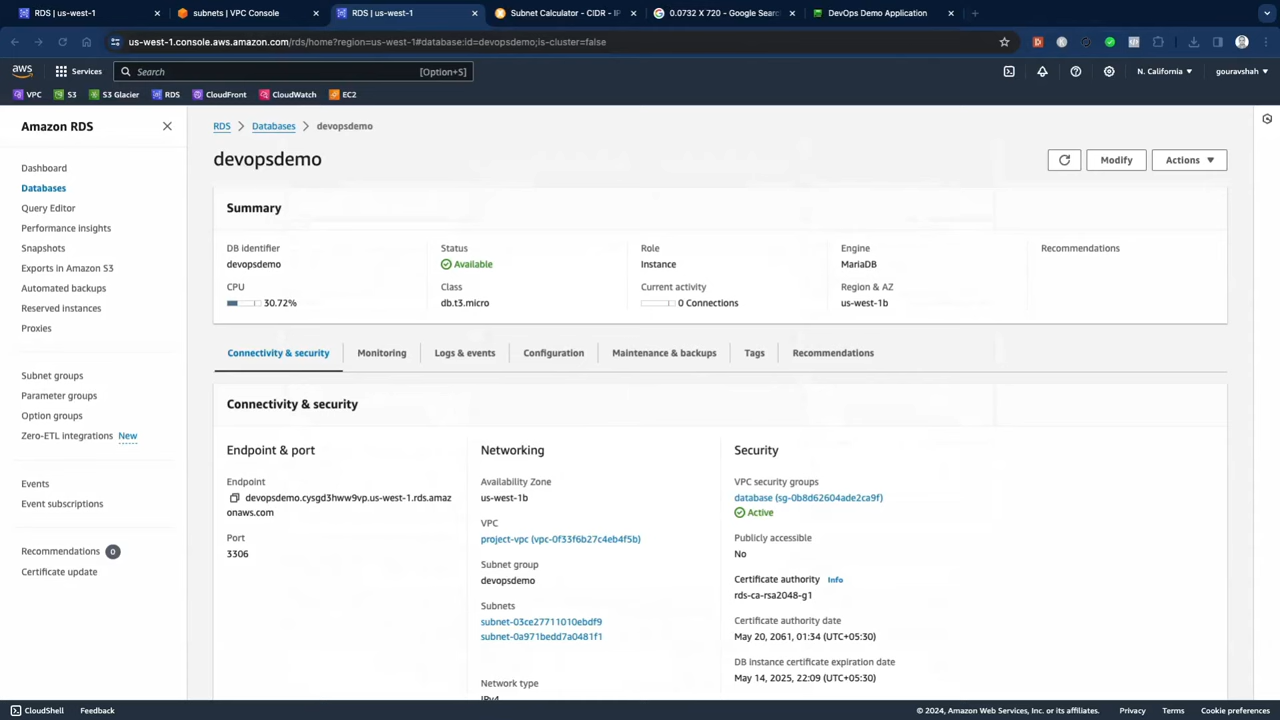 RDS | us-west-1
subnets | VPC Console
RDS | us-west-1
Subnet Calculator - CIDR - IP
0.0732 X 720 - Google Searc
DevOps Demo Application
us-west-1.console.aws.amazon.com/rds/home?region=us-west-1#database:id=devopsdemo;is-cluster=false
aws
Services
Search
[Option+S]
N. California
gouravshah
VPC
S3
S3 Glacier
RDS
CloudFront
CloudWatch
EC2
Amazon RDS
Dashboard
Databases
Query Editor
Performance insights
Snapshots
Exports in Amazon S3
Automated backups
Reserved instances
Proxies
Subnet groups
Parameter groups
Option groups
Zero-ETL integrations New
Events
Event subscriptions
Recommendations 0
Certificate update
RDS > Databases > devopsdemo
devopsdemo
Modify
Actions
Summary
DB identifier
devopsdemo
Status
Available
Role
Instance
Engine
MariaDB
Recommendations
CPU
30.72%
Class
db.t3.micro
Current activity
0 Connections
Region & AZ
us-west-1b
Connectivity & security
Monitoring
Logs & events
Configuration
Maintenance & backups
Tags
Recommendations
Connectivity & security
Endpoint & port
Endpoint
devopsdemo.cysgd3hww9vp.us-west-1.rds.amaz
onaws.com
Port
3306
Networking
Availability Zone
us-west-1b
VPC
project-vpc (vpc-0f33f6b27c4eb4f5b)
Subnet group
devopsdemo
Subnets
subnet-03ce27711010ebdf9
subnet-0a971bedd7a0481f1
Network type
IPv4
Security
VPC security groups
database (sg-0b8d62604ade2ca9f)
Active
Publicly accessible
No
Certificate authority Info
rds-ca-rsa2048-g1
Certificate authority date
May 20, 2061, 01:34 (UTC+05:30)
DB instance certificate expiration date
May 14, 2025, 22:09 (UTC+05:30)
CloudShell
Feedback
© 2024, Amazon Web Services, Inc. or its affiliates.
Privacy
Terms
Cookie preferences